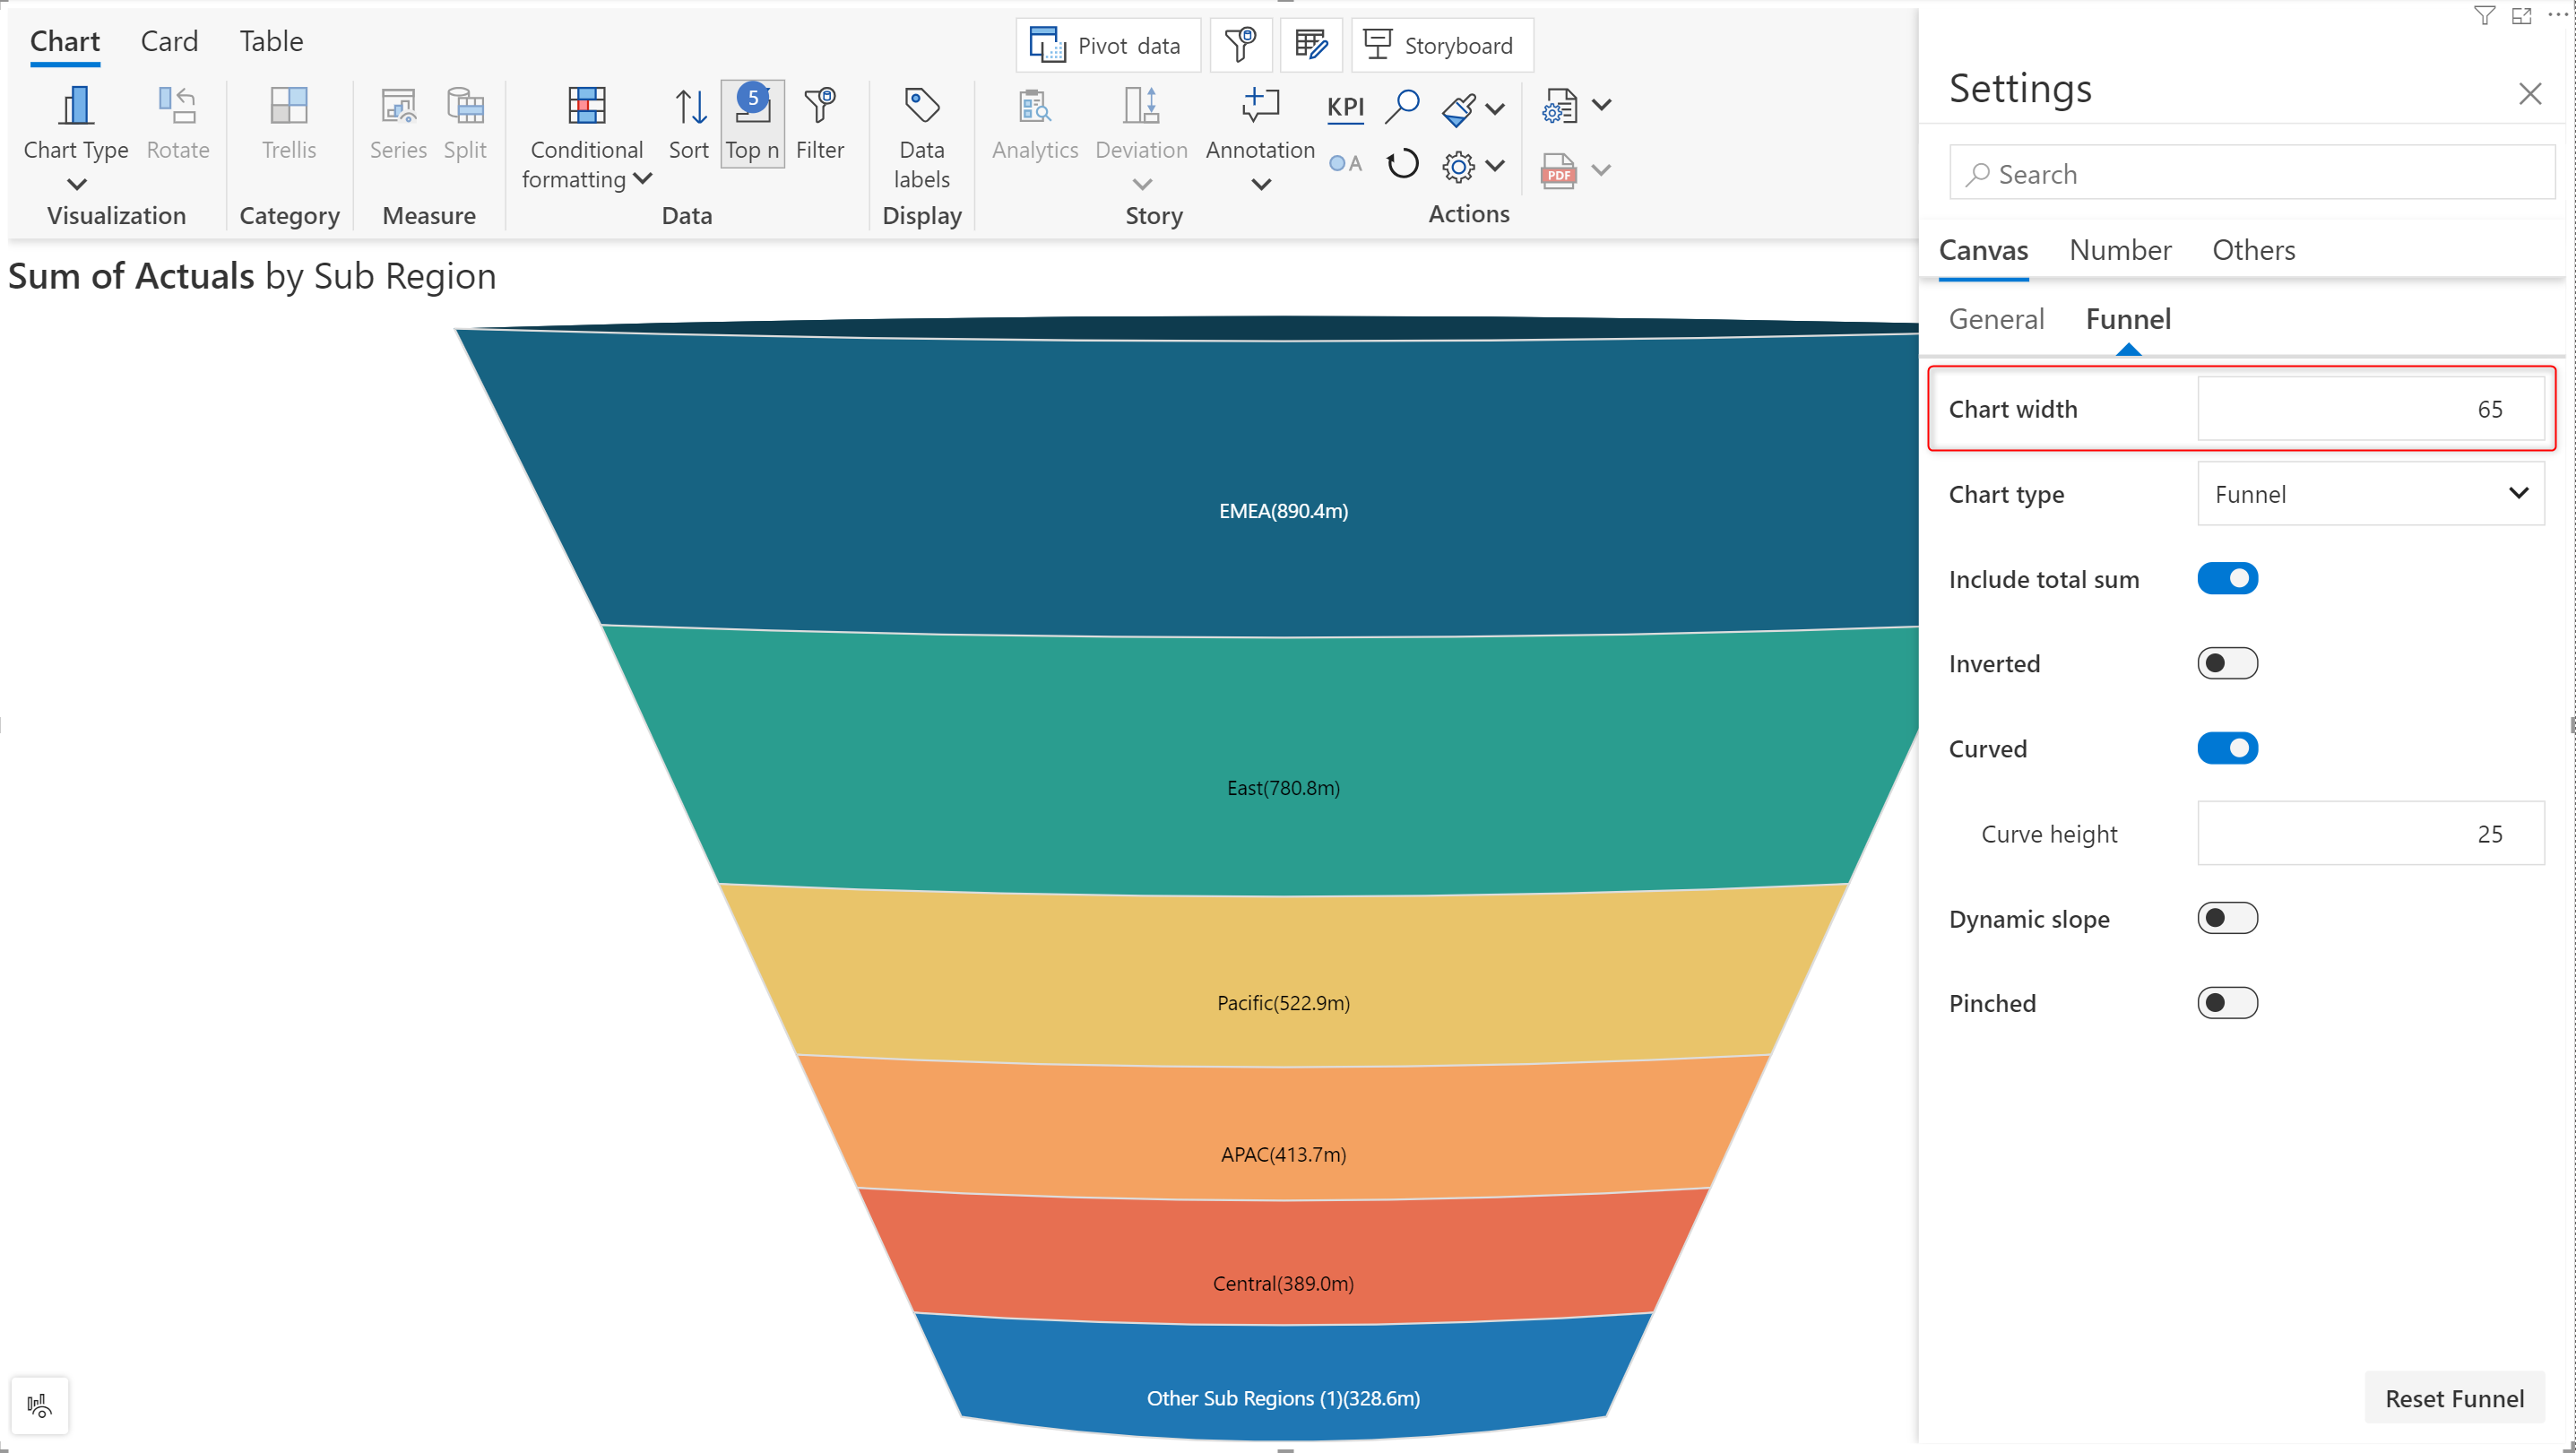 Chart Card Table
Pivot data
Storyboard
Chart Type
Rotate
Trellis
Series
Split
Conditional
formatting
Sort
5
Top n
Filter
Data
labels
Analytics
Deviation
Annotation
KPI
A
PDF
Visualization
Category
Measure
Data
Display
Story
Actions
Sum of Actuals by Sub Region
EMEA(890.4m)
East(780.8m)
Pacific(522.9m)
APAC(413.7m)
Central(389.0m)
Other Sub Regions (1)(328.6m)
Settings
Search
Canvas Number Others
General Funnel
Chart width 65
Chart type Funnel
Include total sum
Inverted
Curved
Curve height 25
Dynamic slope
Pinched
Reset Funnel